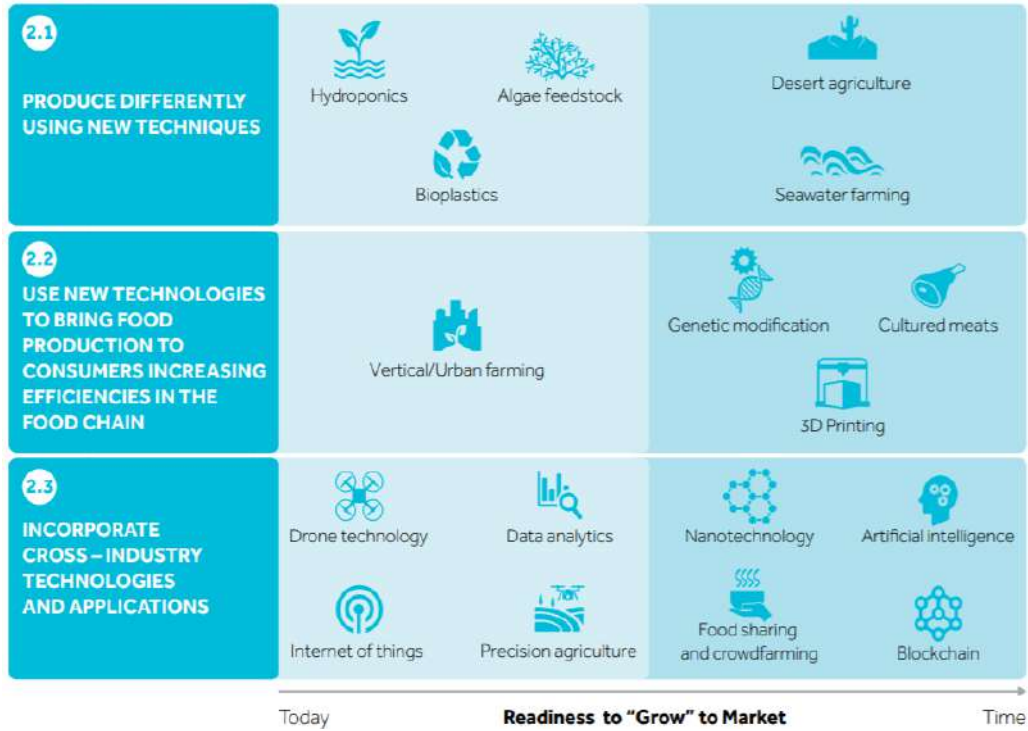 2.1
PRODUCE DIFFERENTLY
USING NEW TECHNIQUES
Hydroponics
Algae feedstock
Bioplastics
Desert agriculture
Seawater farming
2.2
USE NEW TECHNOLOGIES
TO BRING FOOD
PRODUCTION TO
CONSUMERS INCREASING
EFFICIENCIES IN THE
FOOD CHAIN
Vertical/Urban farming
Genetic modification
Cultured meats
3D Printing
2.3
INCORPORATE
CROSS–INDUSTRY
TECHNOLOGIES
AND APPLICATIONS
Drone technology
Data analytics
Internet of things
Precision agriculture
Nanotechnology
Artificial intelligence
Food sharing
and crowdfarming
Blockchain
Today
Readiness to “Grow” to Market
Time